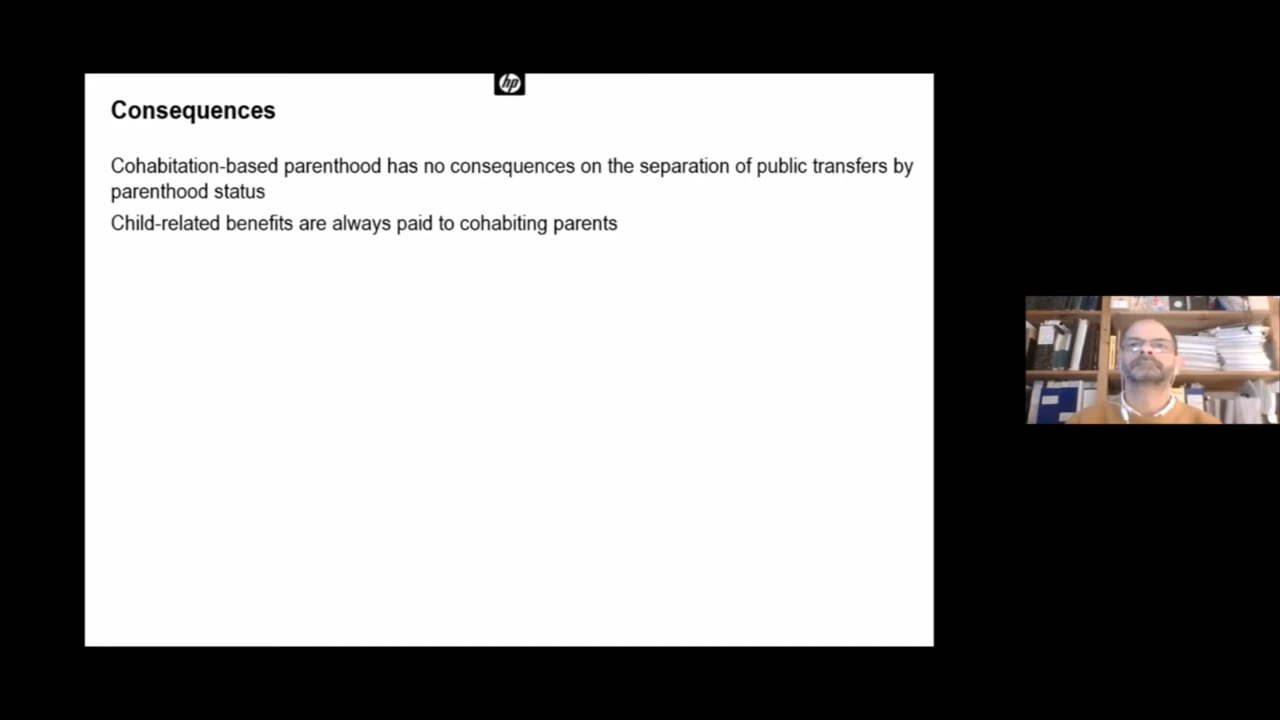 hp
Consequences
Cohabitation-based parenthood has no consequences on the separation of public transfers by
parenthood status
Child-related benefits are always paid to cohabiting parents